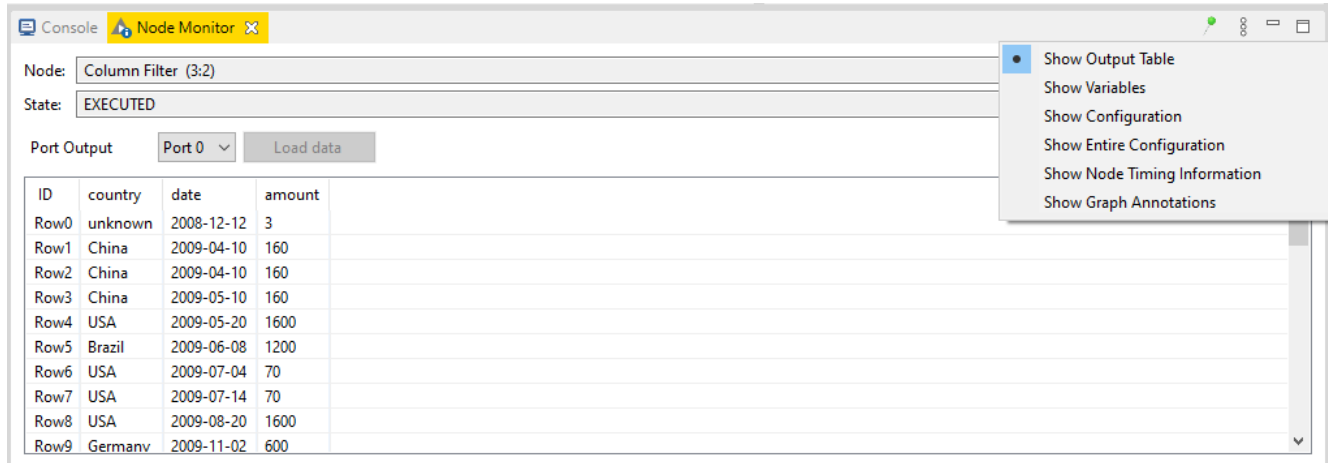 Console Node Monitor
Node: Column Filter (3:2)
State: EXECUTED
Port Output Port 0 Load data
Show Output Table
Show Variables
Show Configuration
Show Entire Configuration
Show Node Timing Information
Show Graph Annotations
ID country date amount
Row0 unknown 2008-12-12 3
Row1 China 2009-04-10 160
Row2 China 2009-04-10 160
Row3 China 2009-05-10 160
Row4 USA 2009-05-20 1600
Row5 Brazil 2009-06-08 1200
Row6 USA 2009-07-04 70
Row7 USA 2009-07-14 70
Row8 USA 2009-08-20 1600
Row9 Germany 2009-11-02 600